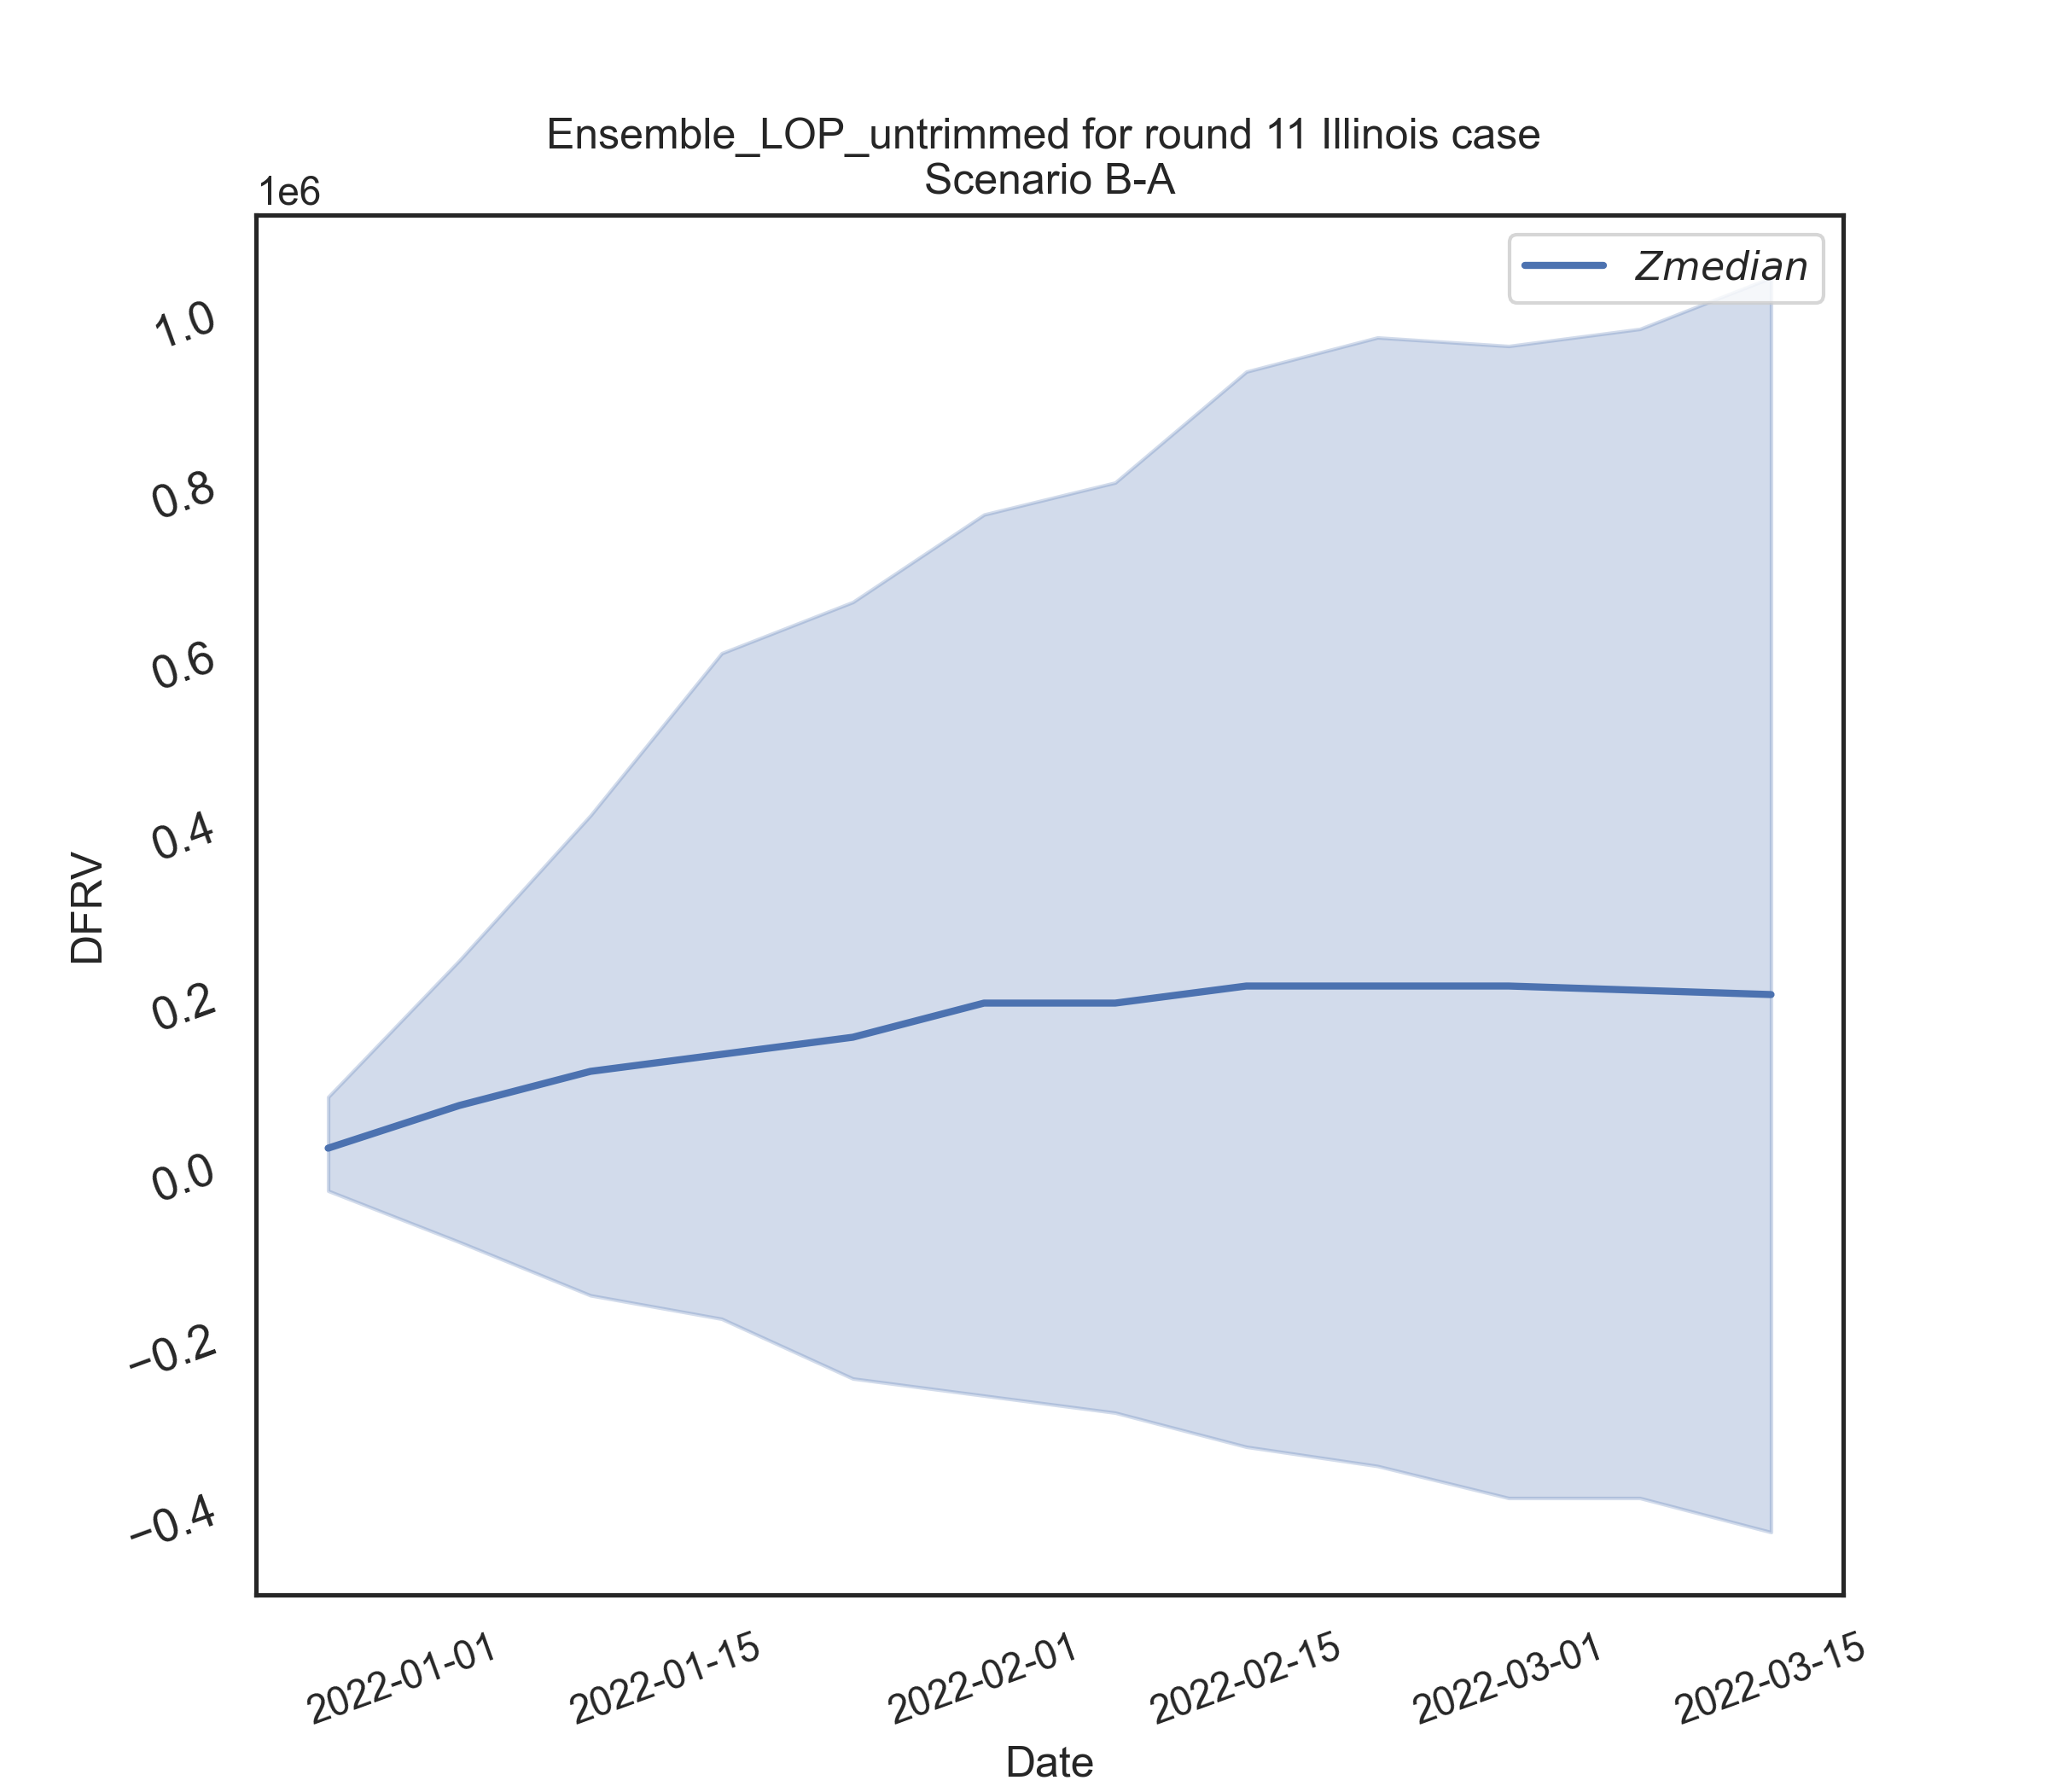 Ensemble_LOP_untrimmed for round 11 Illinois case
Scenario B-A
1e6
Zmedian
1.0
0.8
0.6
0.4
0.2
0.0
−0.2
−0.4
DFRV
2022-01-01
2022-01-15
2022-02-01
2022-02-15
2022-03-01
2022-03-15
Date